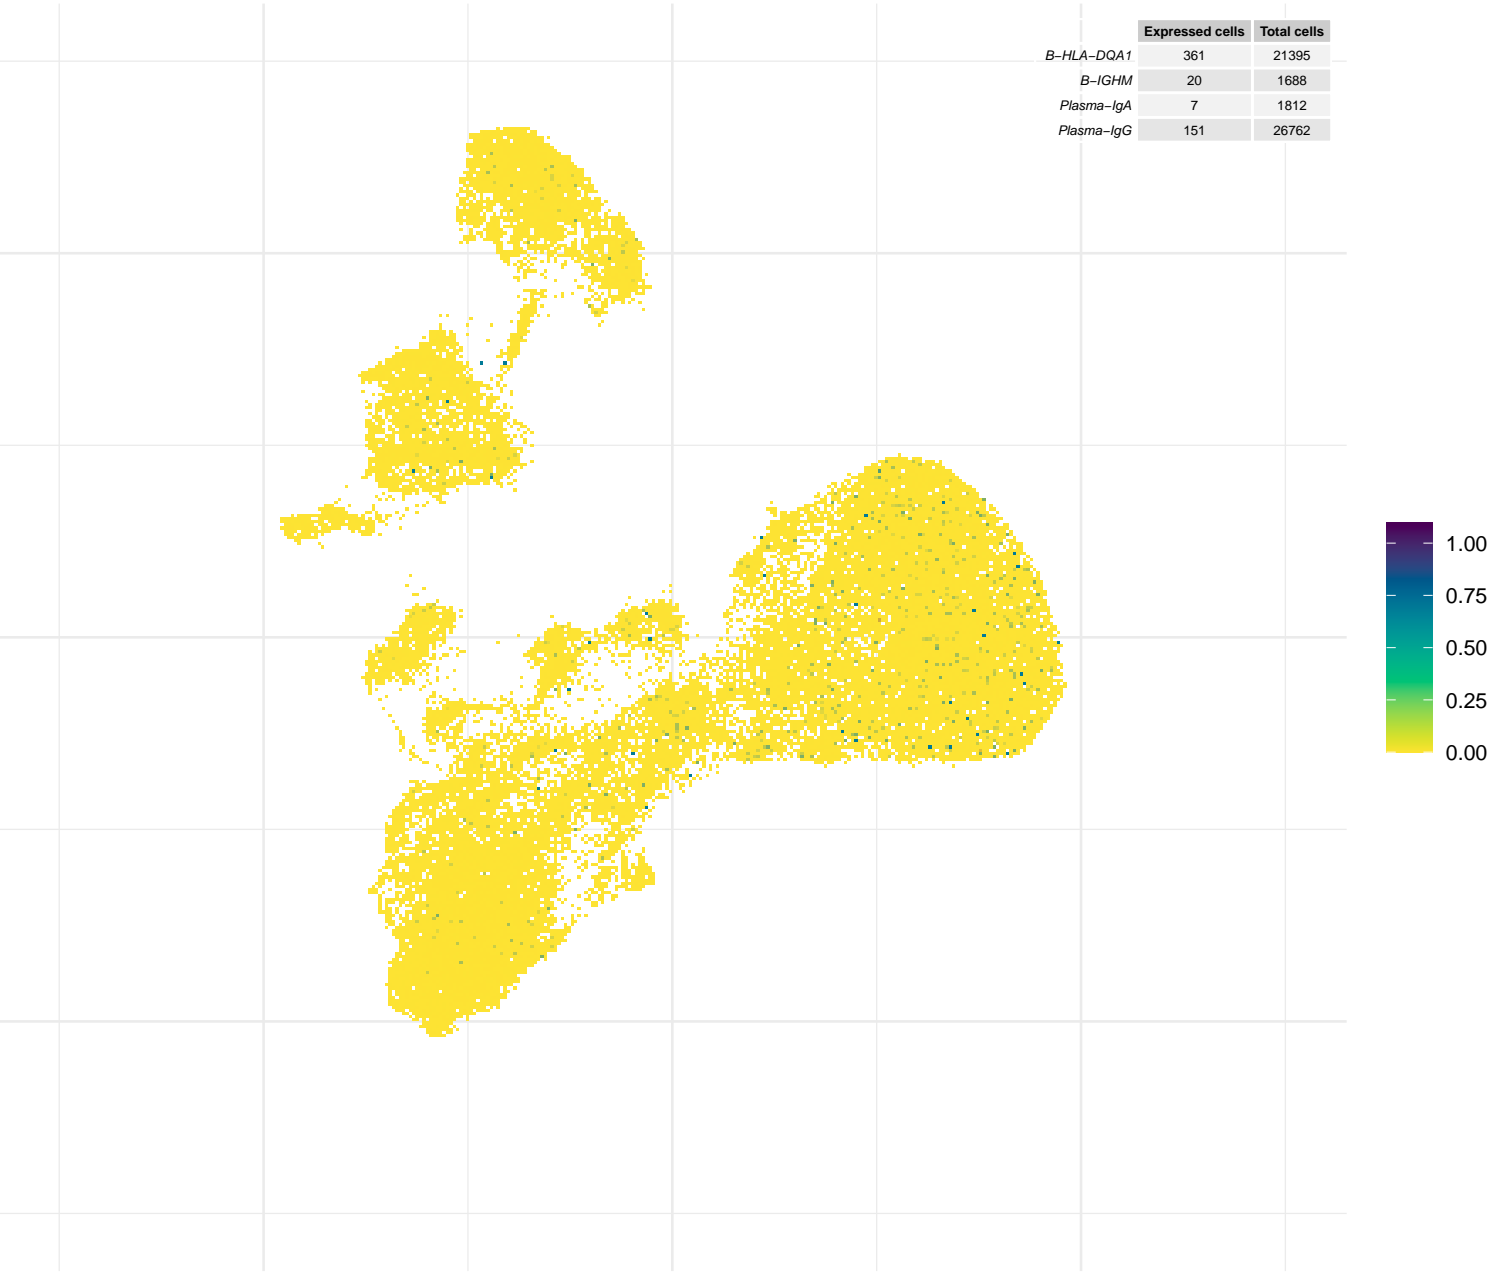 Expressed cells Total cells
B−HLA−DQA1 361 21395
B−IGHM 20 1688
Plasma−IgA 7 1812
Plasma−IgG 151 26762
1.00
0.75
0.50
0.25
0.00